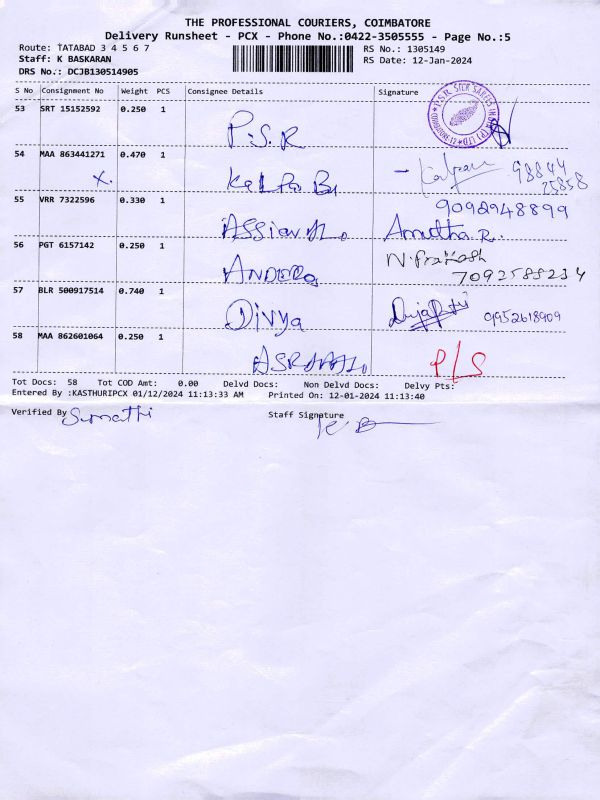 THE PROFESSIONAL COURIERS, COIMBATORE
Delivery Runsheet - PCX - Phone No.:0422-3505555 - Page No.:5
Route: TATABAD 3 4 5 6 7
RS No.: 1305149
Staff: K BASKARAN
RS Date: 12-Jan-2024
DRS No.: DCJB130514905
S No Consignment No Weight PCS Consignee Details Signature
53 SRT 15152592 0.250 1
P.S.R
54 MAA 863441271 0.470 1
X.
98844
25858
55 VRR 7322596 0.330 1
9092948899
Amutha R.
56 PGT 6157142 0.250 1
N. Prakash
7092585234
57 BLR 500917514 0.740 1
Divya
9952618909
58 MAA 862601064 0.250 1
P/S
Tot Docs: 58 Tot COD Amt: 0.00 Delvd Docs: Non Delvd Docs: Delvy Pts:
Entered By :KASTHURIPCX 01/12/2024 11:13:33 AM Printed On: 12-01-2024 11:13:40
Verified By Sumathi
Staff Signature K B